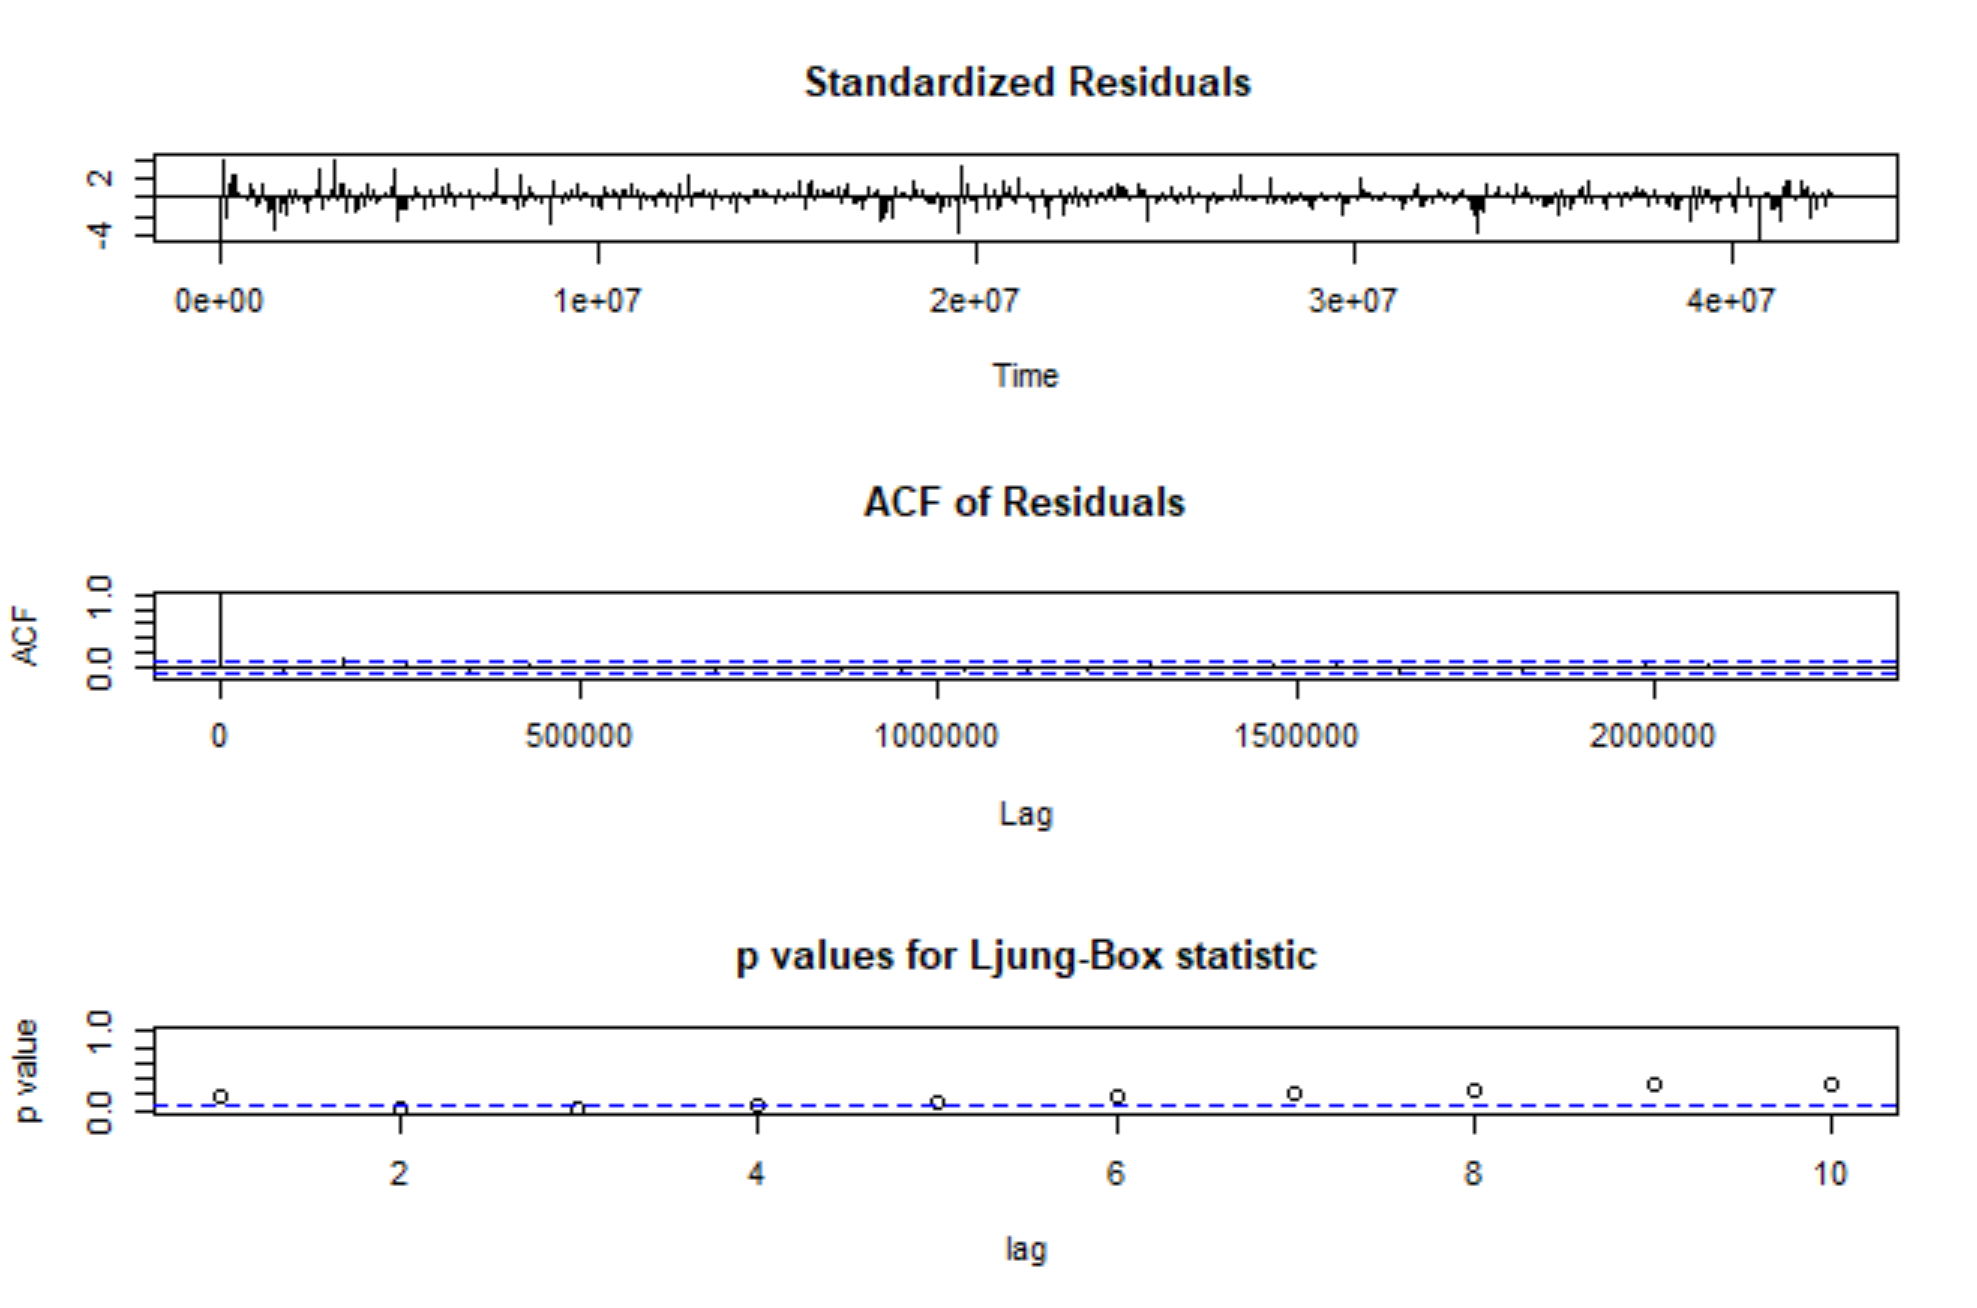 Standardized Residuals
2
-4
0e+00 1e+07 2e+07 3e+07 4e+07
Time
ACF of Residuals
ACF
1.0
0.0
0 500000 1000000 1500000 2000000
Lag
p values for Ljung-Box statistic
p value
1.0
0.0
2 4 6 8 10
lag